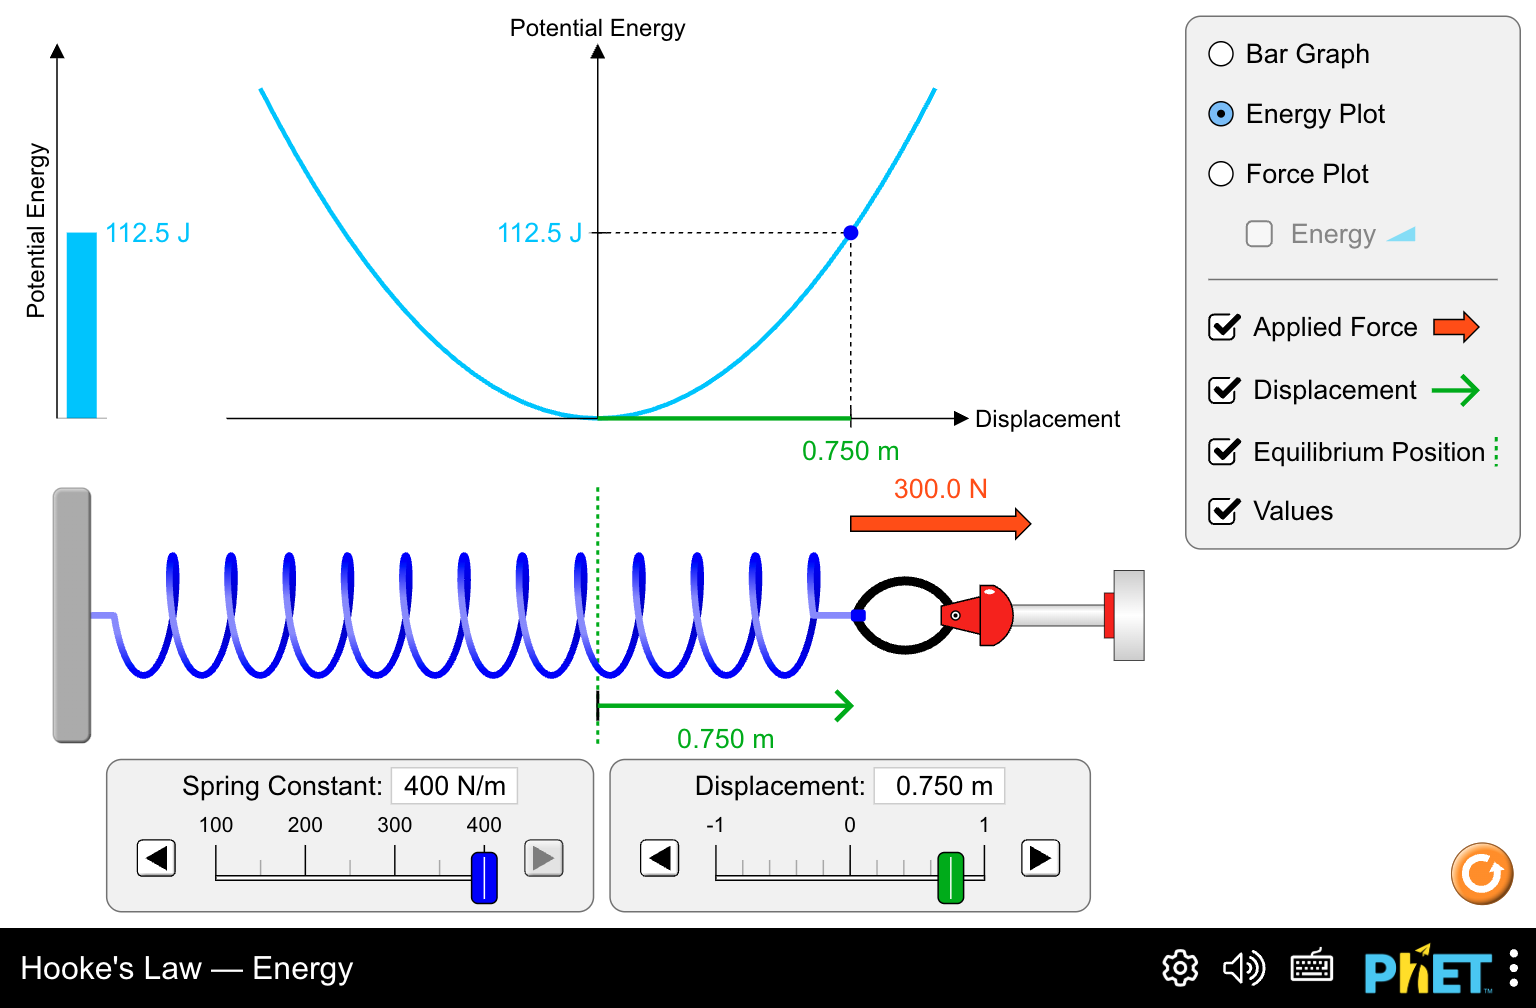 Potential Energy
Potential Energy
112.5 J
112.5 J
Displacement
0.750 m
300.0 N
0.750 m
Bar Graph
Energy Plot
Force Plot
Energy
Applied Force
Displacement
Equilibrium Position
Values
Spring Constant: 400 N/m
100 200 300 400
Displacement: 0.750 m
-1 0 1
Hooke's Law — Energy
PhET™